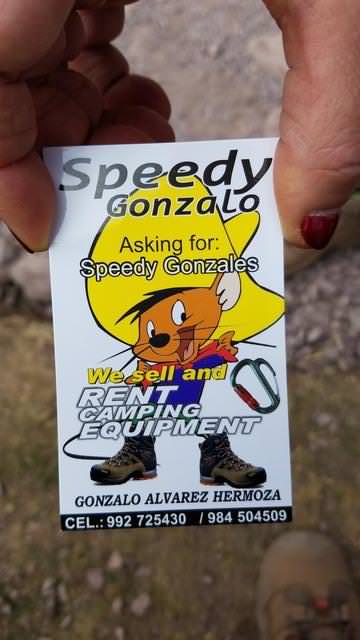 Speedy
Gonzalo
Asking for:
Speedy Gonzales
We sell and
RENT
CAMPING
EQUIPMENT
GONZALO ALVAREZ HERMOZA
CEL.: 992 725430 / 984 504509